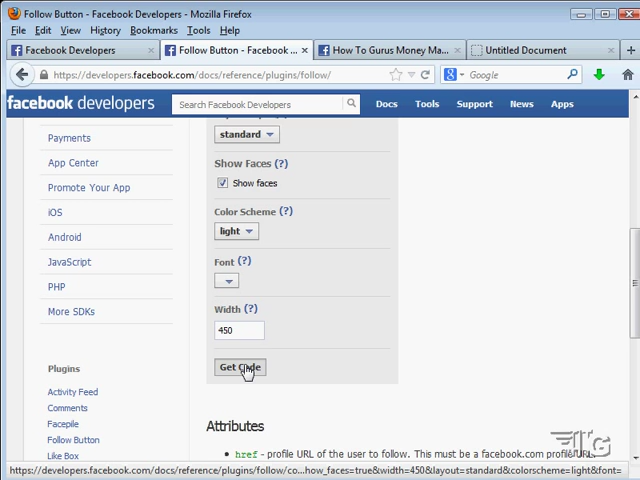 Follow Button - Facebook Developers - Mozilla Firefox
File Edit View History Bookmarks Tools Help
Facebook Developers
Follow Button - Facebook ...
How To Gurus Money Ma...
Untitled Document
https://developers.facebook.com/docs/reference/plugins/follow/
Google
facebook developers
Search Facebook Developers
Docs Tools Support News Apps
Payments
App Center
Promote Your App
iOS
Android
JavaScript
PHP
More SDKs
Plugins
Activity Feed
Comments
Facepile
Follow Button
Like Box
standard
Show Faces (?)
Show faces
Color Scheme (?)
light
Font (?)
Width (?)
450
Get Code
Attributes
href - profile URL of the user to follow. This must be a facebook.com profile URL.
https://developers.facebook.com/docs/reference/plugins/follow/co...how_faces=true&width=450&layout=standard&colorscheme=light&font=